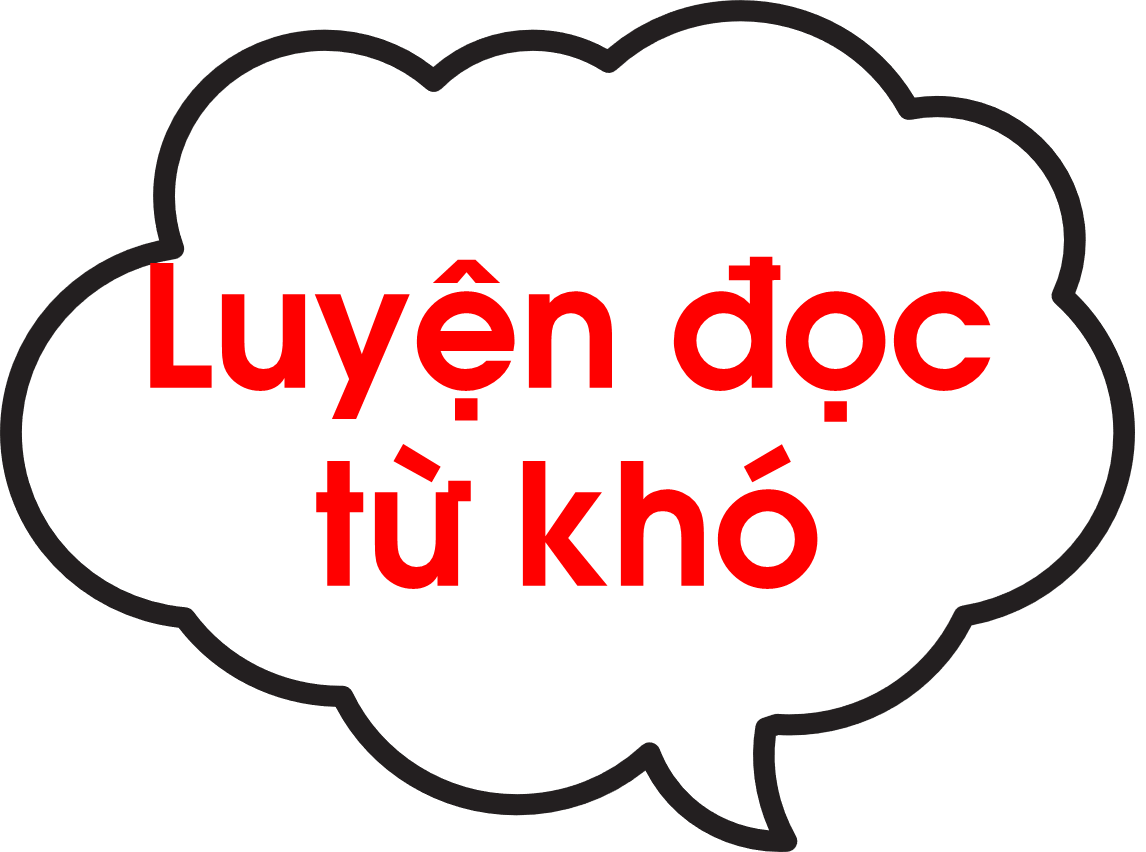 Luyện đọc
từ khó